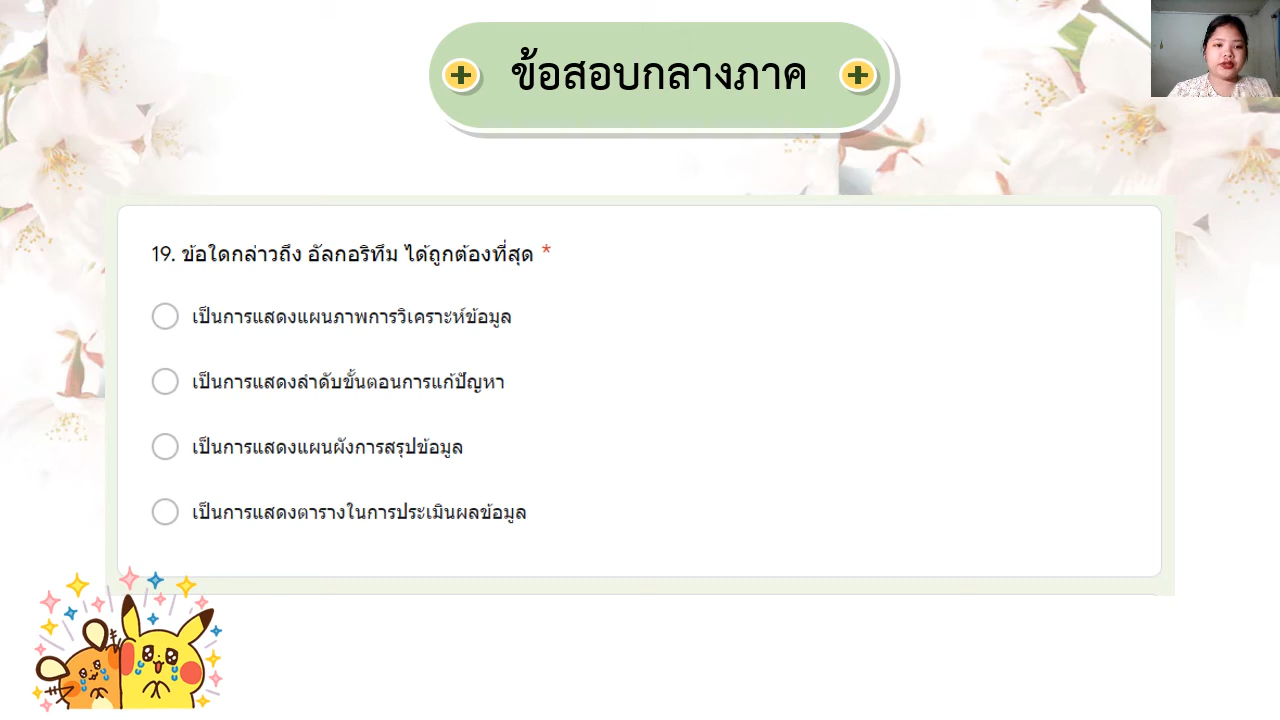 ข้อสอบกลางภาค
19. ข้อใดกล่าวถึง อัลกอริทึม ได้ถูกต้องที่สุด *
เป็นการแสดงแผนภาพการวิเคราะห์ข้อมูล
เป็นการแสดงลำดับขั้นตอนการแก้ปัญหา
เป็นการแสดงแผนผังการสรุปข้อมูล
เป็นการแสดงตารางในการประเมินผลข้อมูล